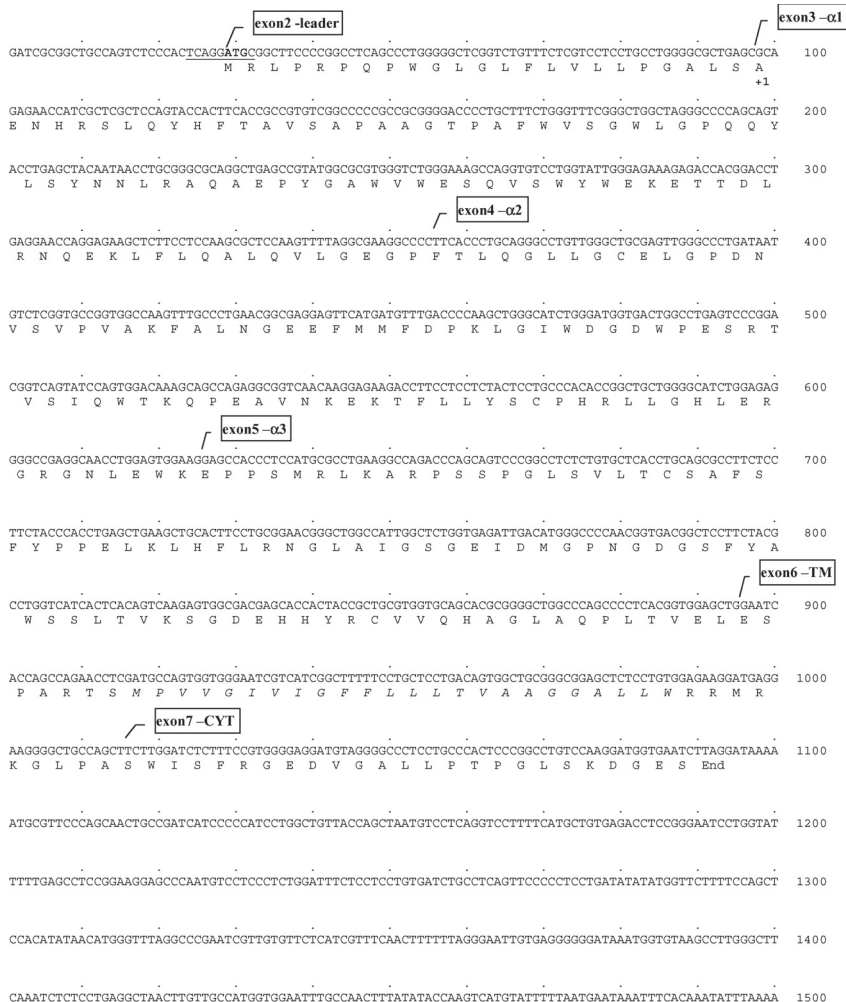 exon2 -leader
exon3 –α1
GATCGCGGCTGCCAGTCTCCCACTCAGGATGCGGCTTCCCCGGCCTCAGCCCTGGGGGCTCGGTCTGTTTCTCGTCCTCCTGCCTGGGGCGCTGAGCGCA 100
M R L P R P Q P W G L G L F L V L L P G A L S A
+1
GAGAACCATCGCTCGCTCCAGTACCACTTCACCGCCGTGTCGGCCCCCGCCGCGGGGACCCCTGCTTTCTGGGTTTCGGGCTGGCTAGGGCCCCAGCAGT 200
E N H R S L Q Y H F T A V S A P A A G T P A F W V S G W L G P Q Q Y
ACCTGAGCTACAATAACCTGCGGGCGCAGGCTGAGCCGTATGGCGCGTGGGTCTGGGAAAGCCAGGTGTCCTGGTATTGGGAGAAAGAGACCACGGACCT 300
L S Y N N L R A Q A E P Y G A W V W E S Q V S W Y W E K E T T D L
exon4 –α2
GAGGAACCAGGAGAAGCTCTTCCTCCAAGCGCTCCAAGTTTTAGGCGAAGGCCCCTTCACCCTGCAGGGCCTGTTGGGCTGCGAGTTGGGCCCTGATAAT 400
R N Q E K L F L Q A L Q V L G E G P F T L Q G L L G C E L G P D N
GTCTCGGTGCCGGTGGCCAAGTTTGCCCTGAACGGCGAGGAGTTCATGATGTTTGACCCCAAGCTGGGCATCTGGGATGGTGACTGGCCTGAGTCCCGGA 500
V S V P V A K F A L N G E E F M M F D P K L G I W D G D W P E S R T
CGGTCAGTATCCAGTGGACAAAGCAGCCAGAGGCGGTCAACAAGGAGAAGACCTTCCTCCTCTACTCCTGCCCACACCGGCTGCTGGGGCATCTGGAGAG 600
V S I Q W T K Q P E A V N K E K T F L L Y S C P H R L L G H L E R
exon5 –α3
GGGCCGAGGCAACCTGGAGTGGAAGGAGCCACCCTCCATGCGCCTGAAGGCCAGACCCAGCAGTCCCGGCCTCTCTGTGCTCACCTGCAGCGCCTTCTCC 700
G R G N L E W K E P P S M R L K A R P S S P G L S V L T C S A F S
TTCTACCCACCTGAGCTGAAGCTGCACTTCCTGCGGAACGGGCTGGCCATTGGCTCTGGTGAGATTGACATGGGCCCCAACGGTGACGGCTCCTTCTACG 800
F Y P P E L K L H F L R N G L A I G S G E I D M G P N G D G S F Y A
exon6 –TM
CCTGGTCATCACTCACAGTCAAGAGTGGCGACGAGCACCACTACCGCTGCGTGGTGCAGCACGCGGGGCTGGCCCAGCCCCTCACGGTGGAGCTGGAATC 900
W S S L T V K S G D E H H Y R C V V Q H A G L A Q P L T V E L E S
ACCAGCCAGAACCTCGATGCCAGTGGTGGGAATCGTCATCGGCTTTTTCCTGCTCCTGACAGTGGCTGCGGGCGGAGCTCTCCTGTGGAGAAGGATGAGG 1000
P A R T S M P V V G I V I G F F L L L T V A A G G A L L W R R M R
exon7 –CYT
AAGGGGCTGCCAGCTTCTTGGATCTCTTTCCGTGGGGAGGATGTAGGGGCCCTCCTGCCCACTCCCGGCCTGTCCAAGGATGGTGAATCTTAGGATAAAA 1100
K G L P A S W I S F R G E D V G A L L P T P G L S K D G E S End
ATGCGTTCCCAGCAACTGCCGATCATCCCCCATCCTGGCTGTTACCAGCTAATGTCCTCAGGTCCTTTTCATGCTGTGAGACCTCCGGGAATCCTGGTAT 1200
TTTTGAGCCTCCGGAAGGAGCCCAATGTCCTCCCTCTGGATTTCTCCTCCTGTGATCTGCCTCAGTTCCCCCTCCTGATATATATGGTTCTTTTCCAGCT 1300
CCACATATAACATGGGTTTAGGCCCGAATCGTTGTGTTCTCATCGTTTCAACTTTTTTAGGGAATTGTGAGGGGGGATAAATGGTGTAAGCCTTGGGCTT 1400
CAAATCTCTCCTGAGGCTAACTTGTTGCCATGGTGGAATTTGCCAACTTTATATACCAAGTCATGTATTTTTAATGAATAAATTTCACAAATATTTAAAA 1500